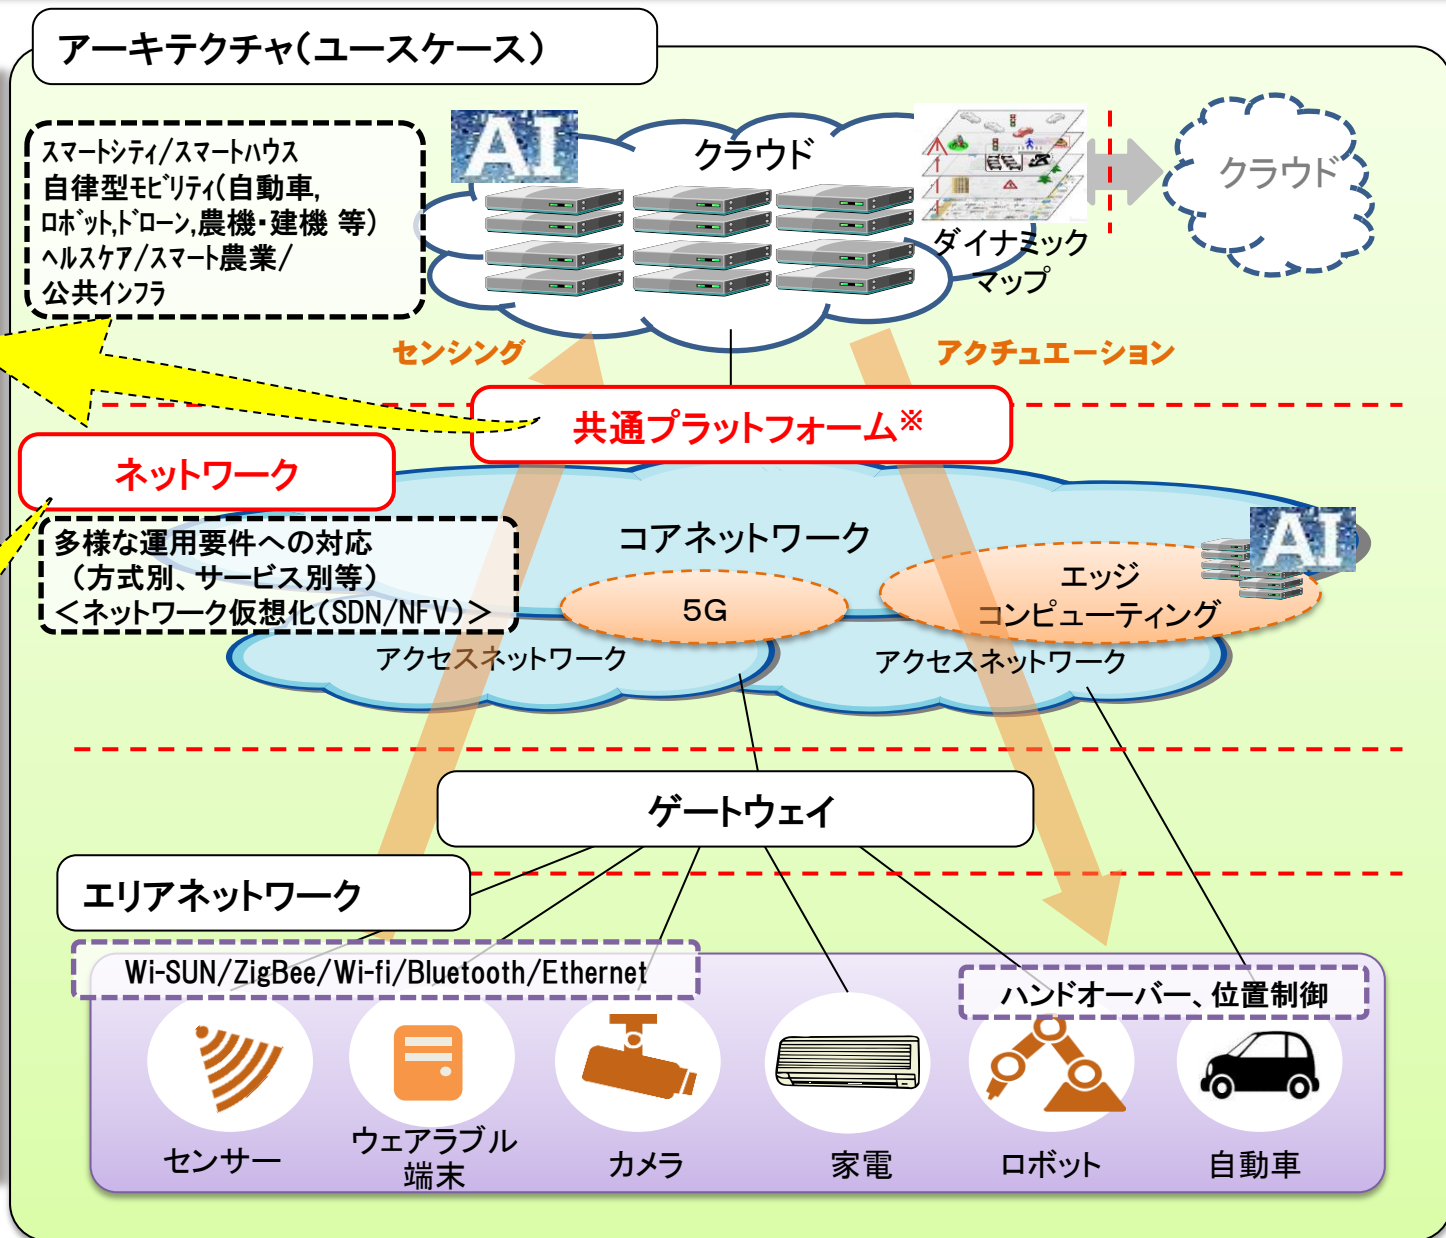 アーキテクチャ(ユースケース)
スマートシティ/スマートハウス
自律型モビリティ(自動車,
ロボット,ドローン,農機・建機 等)
ヘルスケア/スマート農業/
公共インフラ
AI
クラウド
ダイナミック
マップ
クラウド
センシング
アクチュエーション
共通プラットフォーム※
ネットワーク
多様な運用要件への対応
(方式別、サービス別等)
<ネットワーク仮想化(SDN/NFV)>
コアネットワーク
AI
エッジ
コンピューティング
5G
アクセスネットワーク
アクセスネットワーク
ゲートウェイ
エリアネットワーク
Wi-SUN/ZigBee/Wi-fi/Bluetooth/Ethernet
ハンドオーバー、位置制御
センサー
ウェアラブル
端末
カメラ
家電
ロボット
自動車